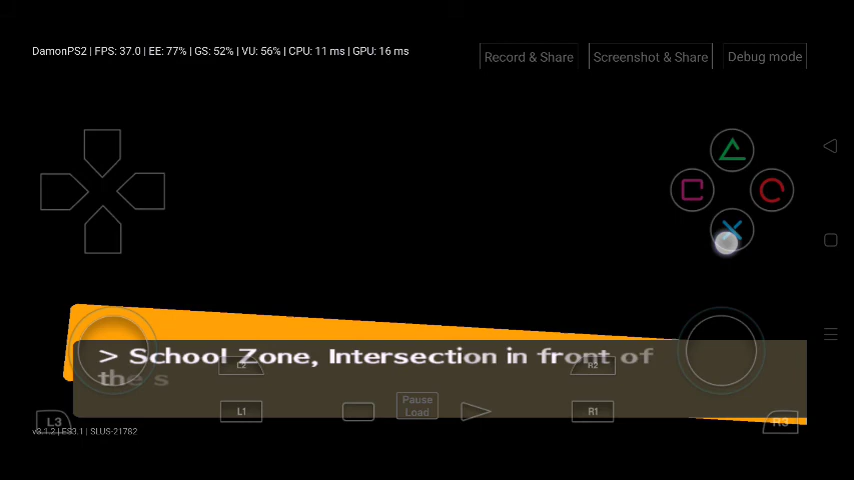 DamonPS2 | FPS: 37.0 | EE: 77% | GS: 52% | VU: 56% | CPU: 11 ms | GPU: 16 ms
Record & Share
Screenshot & Share
Debug mode
> School Zone, Intersection in front of
the s
L2
R2
Pause
Load
L1
R1
L3
R3
v3.1.2 | ES3.1 | SLUS-21782